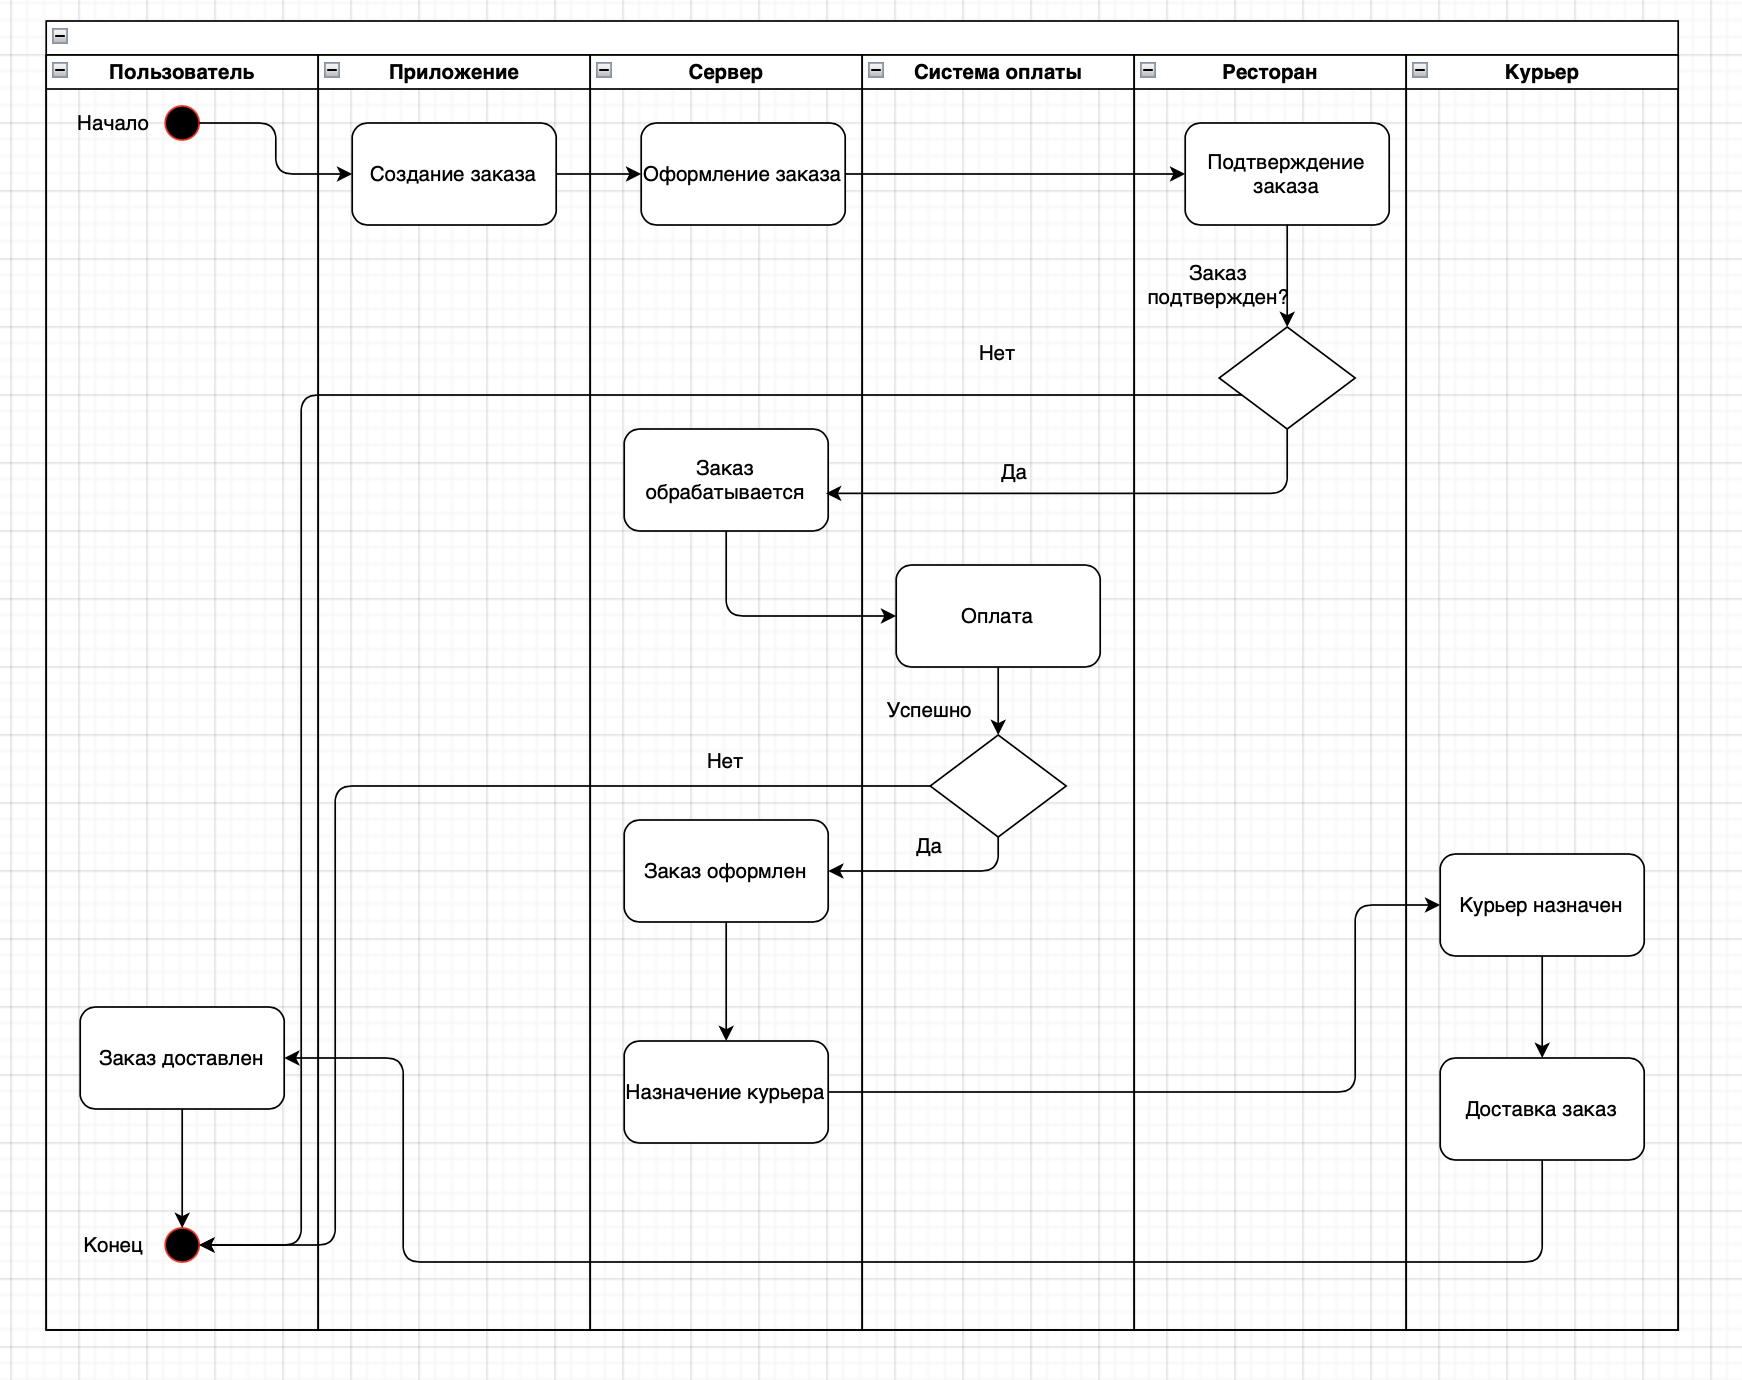 Пользователь
Приложение
Сервер
Система оплаты
Ресторан
Курьер
Начало
Создание заказа
Оформление заказа
Подтверждение
заказа
Заказ
подтвержден?
Нет
Заказ
обрабатывается
Да
Оплата
Успешно
Нет
Да
Заказ оформлен
Курьер назначен
Заказ доставлен
Назначение курьера
Доставка заказ
Конец